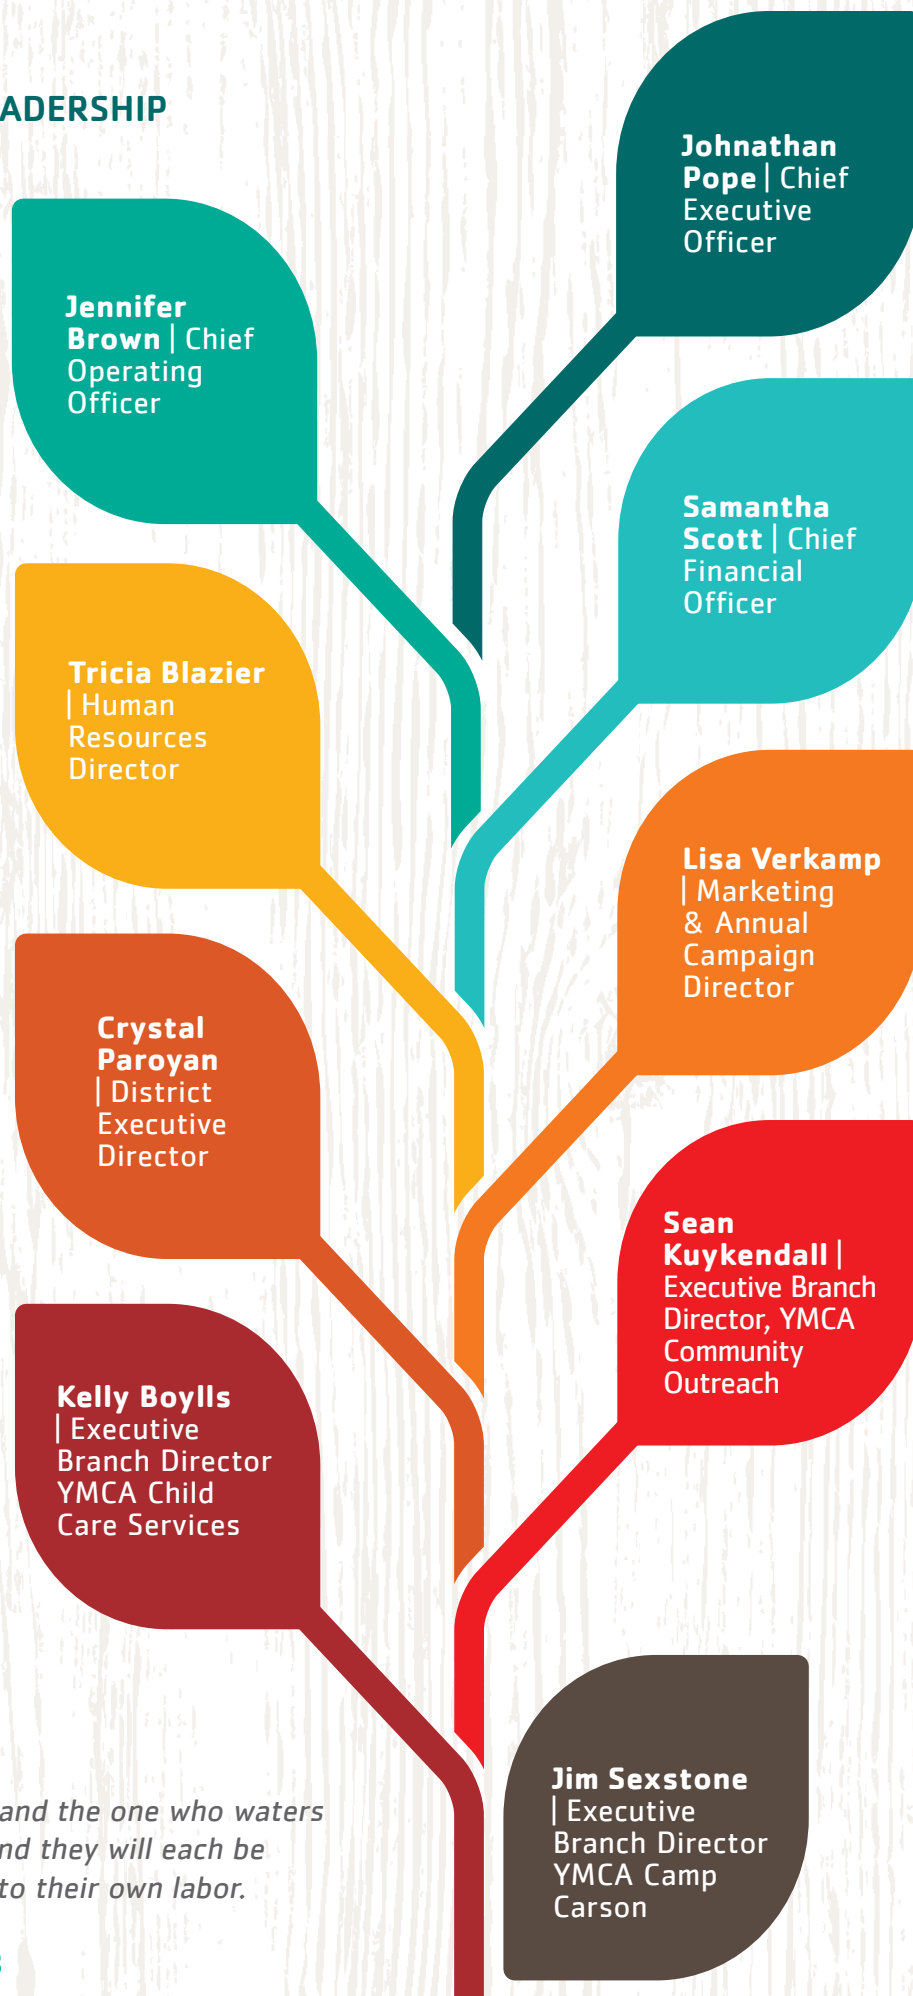 ADERSHIP
Johnathan
Pope | Chief
Executive
Officer
Jennifer
Brown | Chief
Operating
Officer
Samantha
Scott | Chief
Financial
Officer
Tricia Blazier
| Human
Resources
Director
Lisa Verkamp
| Marketing
& Annual
Campaign
Director
Crystal
Paroyan
| District
Executive
Director
Sean
Kuykendall |
Executive Branch
Director, YMCA
Community
Outreach
Kelly Boylls
| Executive
Branch Director
YMCA Child
Care Services
Jim Sexstone
| Executive
Branch Director
YMCA Camp
Carson
and the one who waters
nd they will each be
to their own labor.